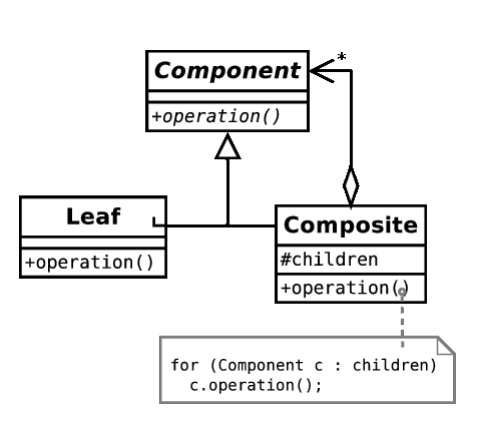 *
Component
+operation()
Leaf
+operation()
Composite
#children
+operation()
for (Component c : children)
c.operation();